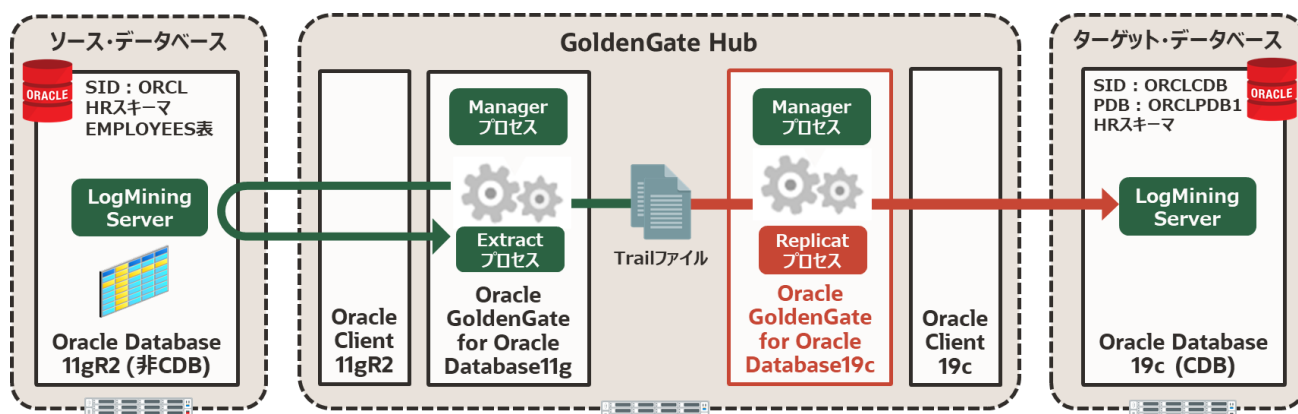 ソース・データベース
ORACLE
SID：ORCL
HRスキーマ
EMPLOYEES表
LogMining
Server
Oracle Database
11gR2 (非CDB)
GoldenGate Hub
Oracle
Client
11gR2
Manager
プロセス
Extract
プロセス
Oracle
GoldenGate
for Oracle
Database11g
Trailファイル
Manager
プロセス
Replicat
プロセス
Oracle
GoldenGate
for Oracle
Database19c
Oracle
Client
19c
ターゲット・データベース
SID：ORCLCDB
PDB：ORCLPDB1
HRスキーマ
ORACLE
LogMining
Server
Oracle Database
19c (CDB)